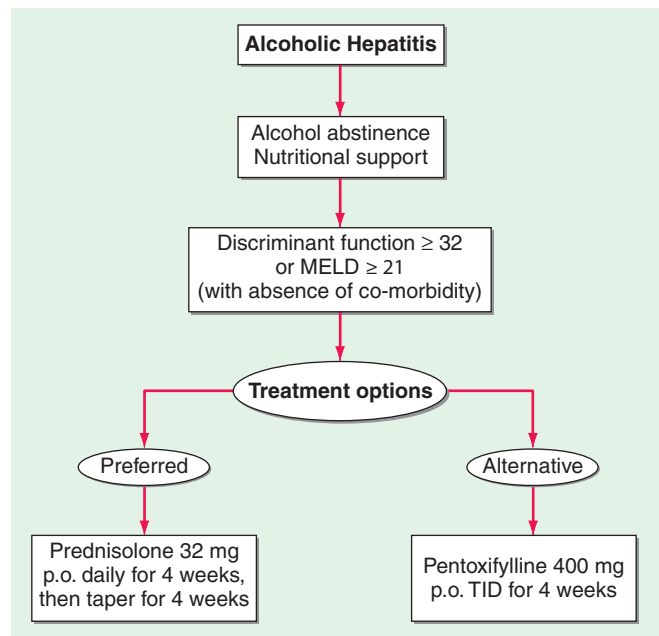 Alcoholic Hepatitis
Alcohol abstinence
Nutritional support
Discriminant function ≥ 32
or MELD ≥ 21
(with absence of co-morbidity)
Treatment options
Preferred
Alternative
Prednisolone 32 mg
p.o. daily for 4 weeks,
then taper for 4 weeks
Pentoxifylline 400 mg
p.o. TID for 4 weeks